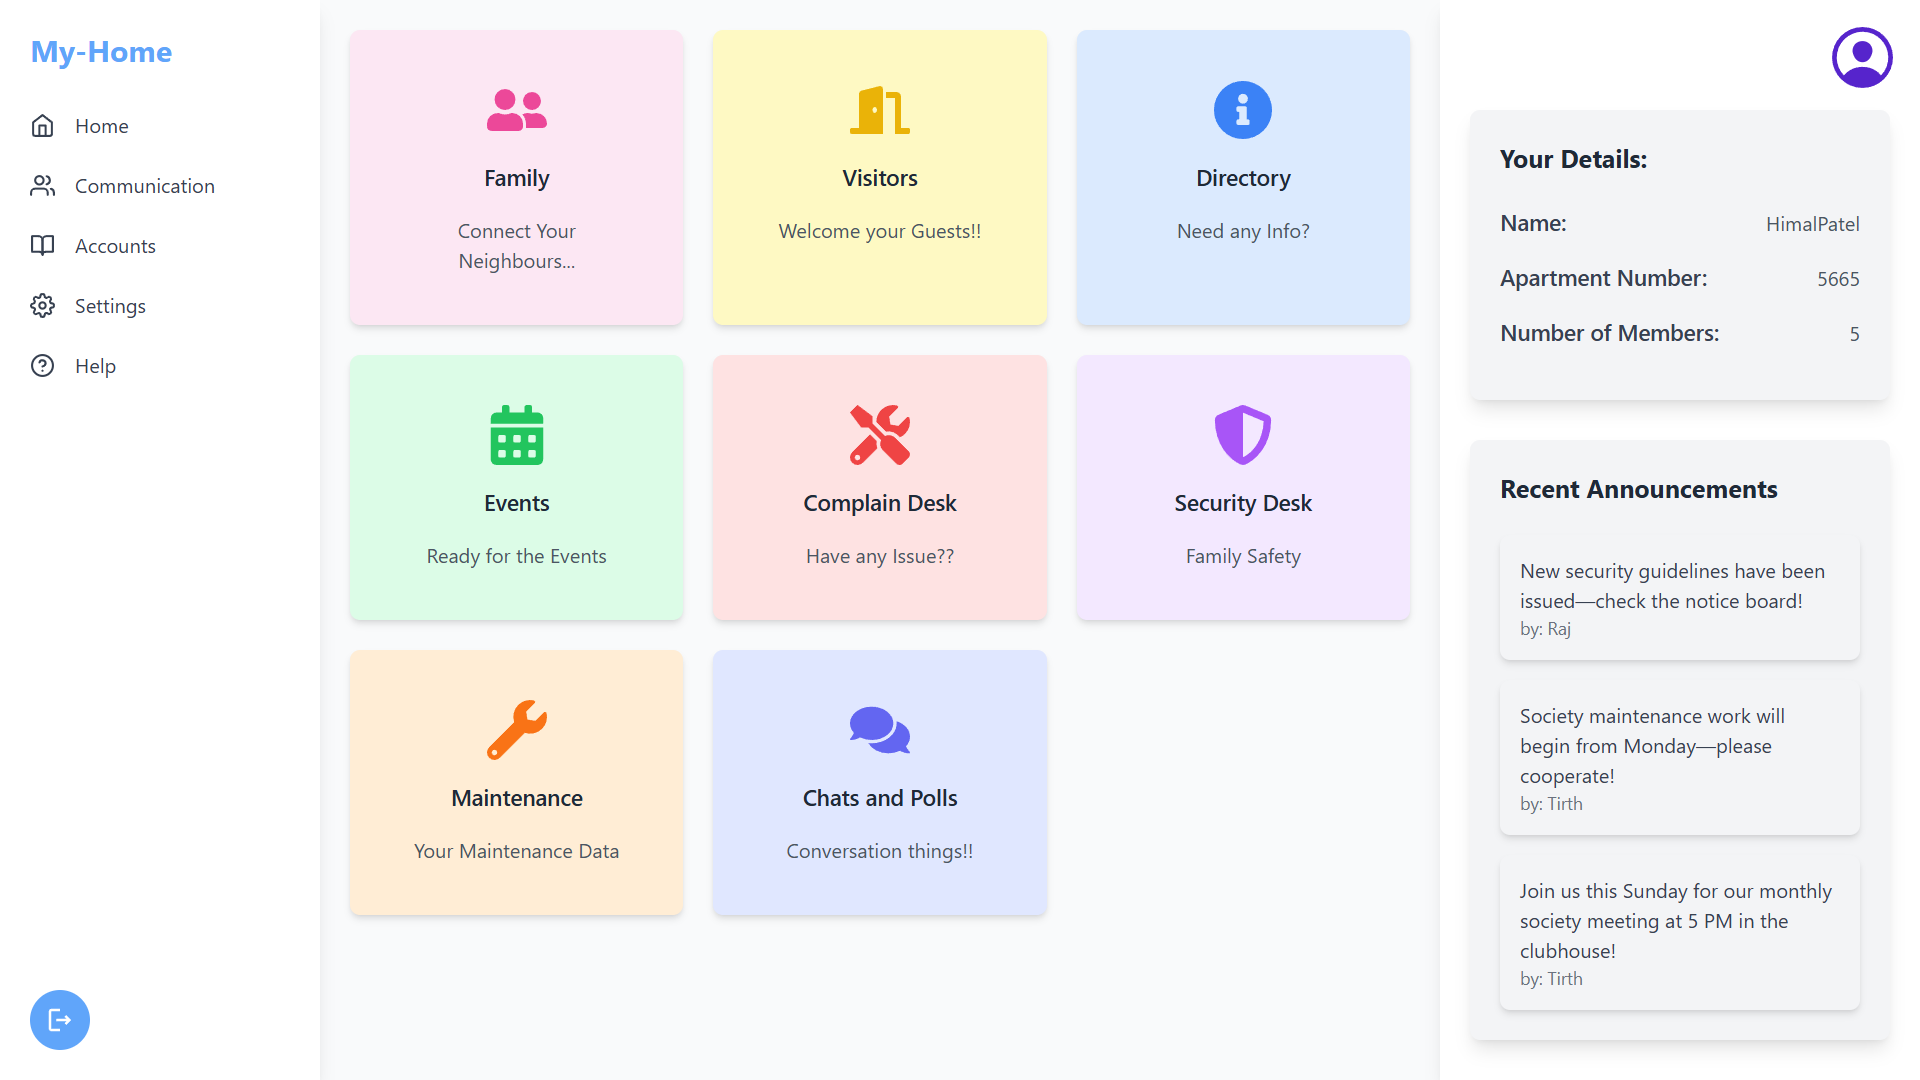 My-Home
Home
Communication
Accounts
Settings
Help
Family
Connect Your
Neighbours...
Visitors
Welcome your Guests!!
Directory
Need any Info?
Events
Ready for the Events
Complain Desk
Have any Issue??
Security Desk
Family Safety
Maintenance
Your Maintenance Data
Chats and Polls
Conversation things!!
Your Details:
Name: HimalPatel
Apartment Number: 5665
Number of Members: 5
Recent Announcements
New security guidelines have been
issued—check the notice board!
by: Raj
Society maintenance work will
begin from Monday—please
cooperate!
by: Tirth
Join us this Sunday for our monthly
society meeting at 5 PM in the
clubhouse!
by: Tirth